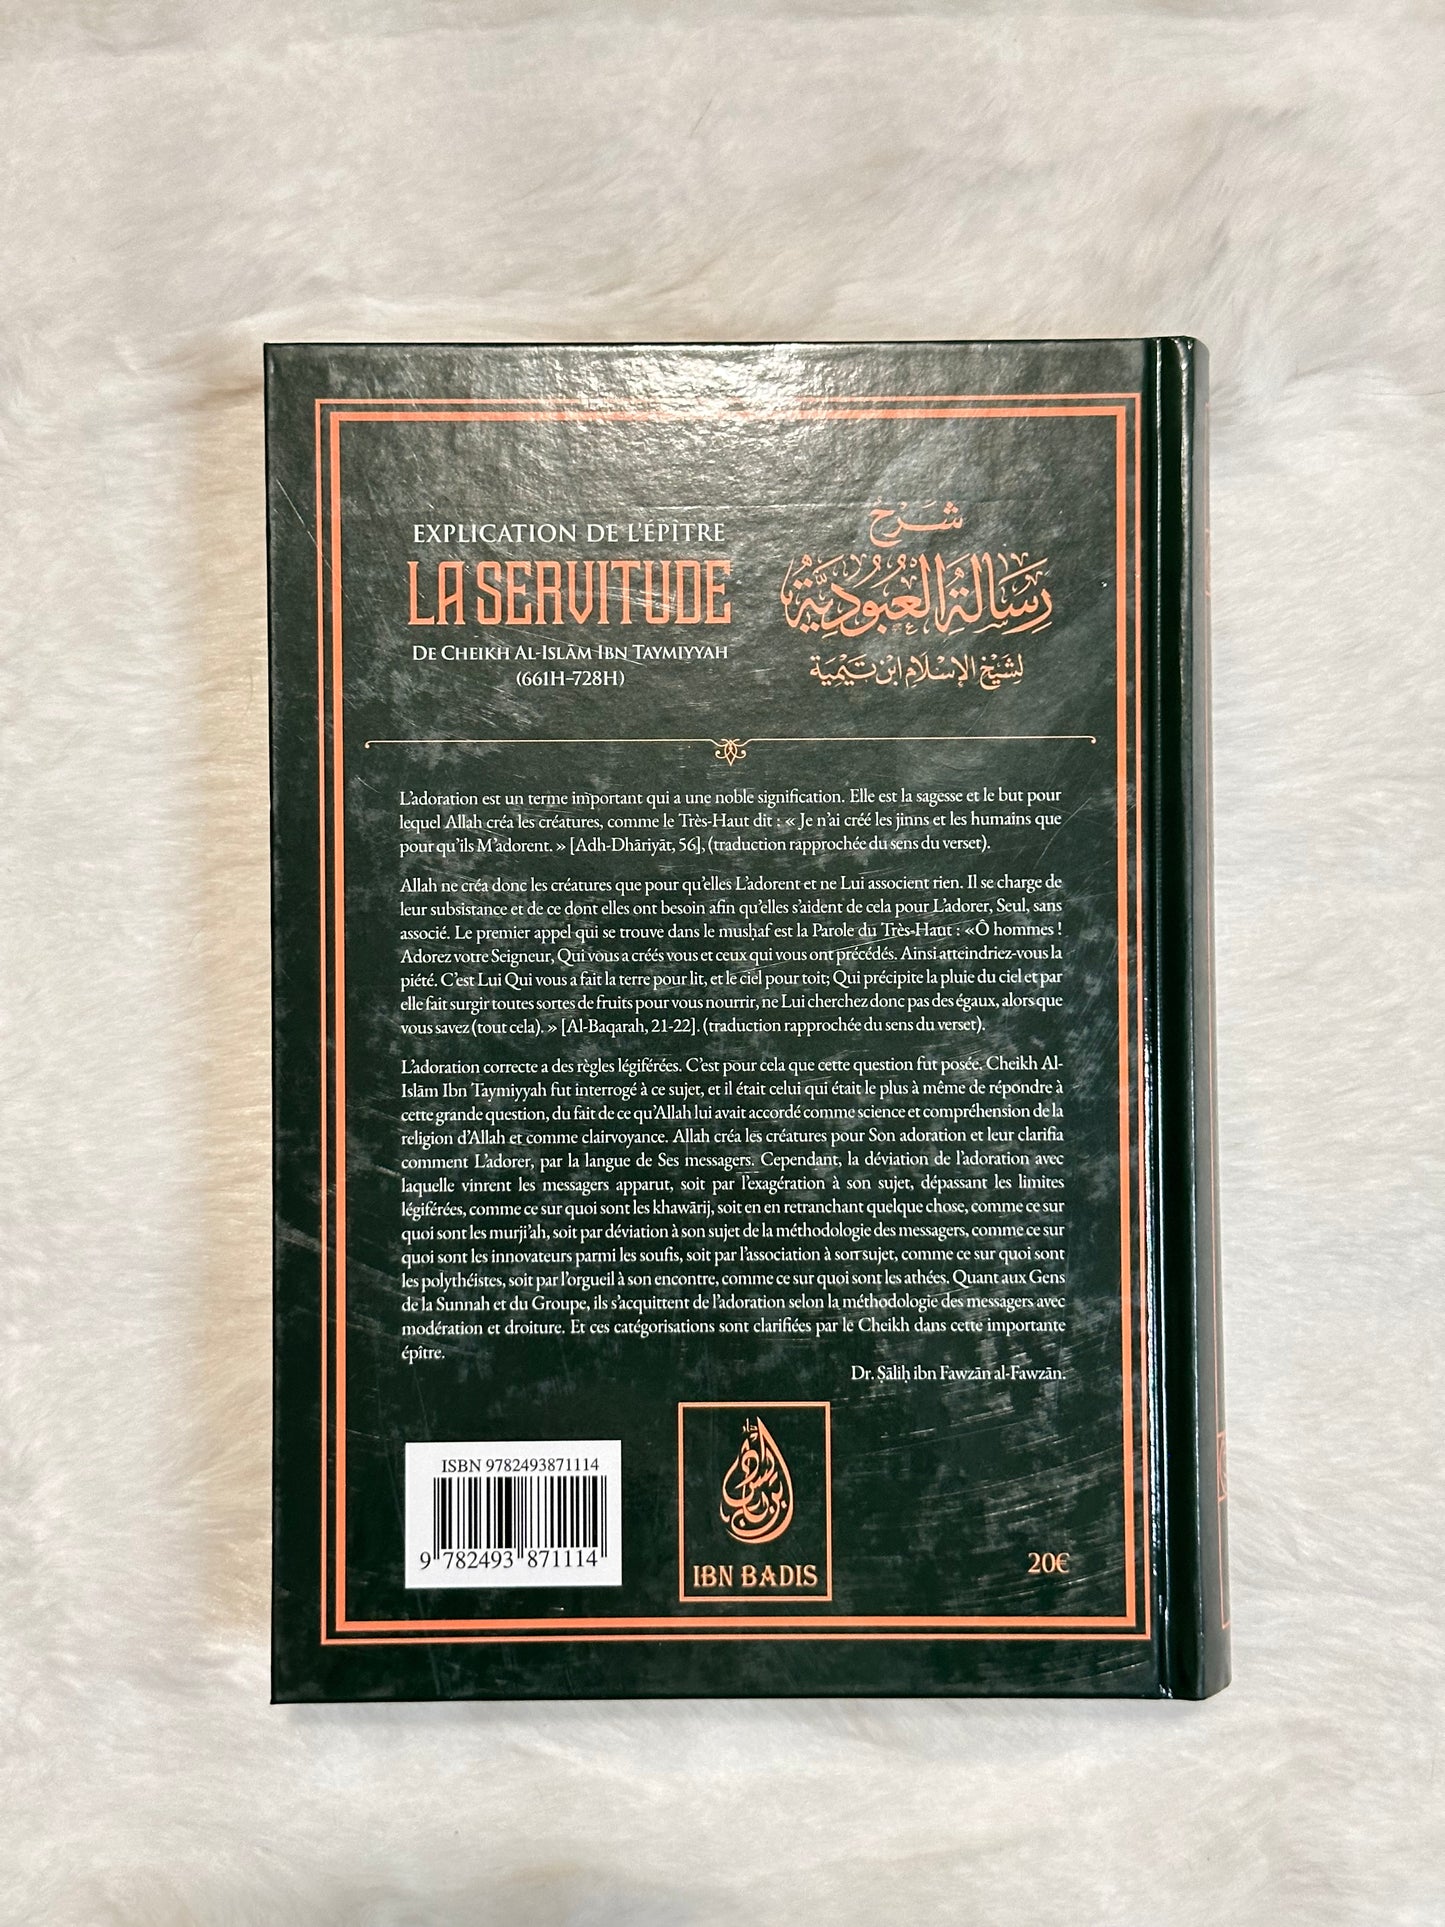 EXPLICATION DE L'ÉPÎTRE
LA SERVITUDE
DE CHEIKH AL-ISLĀM IBN TAYMIYYAH
(661H–728H)
شَرْح
رِسَالَةُ الْعُبُودِيَّةِ
لشَيْخِ الإِسْلَامِ ابْن تَيْمِيَة
L'adoration est un terme important qui a une noble signification. Elle est la sagesse et le but pour
lequel Allah créa les créatures, comme le Très-Haut dit : « Je n'ai créé les jinns et les humains que
pour qu'ils M'adorent. » [Adh-Dhāriyāt, 56], (traduction rapprochée du sens du verset).
Allah ne créa donc les créatures que pour qu'elles L'adorent et ne Lui associent rien. Il se charge de
leur subsistance et de ce dont elles ont besoin afin qu'elles s'aident de cela pour L'adorer, Seul, sans
associé. Le premier appel qui se trouve dans le muṣḥaf est la Parole du Très-Haut : «Ô hommes !
Adorez votre Seigneur, Qui vous a créés vous et ceux qui vous ont précédés. Ainsi atteindriez-vous la
piété. C'est Lui Qui vous a fait la terre pour lit, et le ciel pour toit; Qui précipite la pluie du ciel et par
elle fait surgir toutes sortes de fruits pour vous nourrir, ne Lui cherchez donc pas des égaux, alors que
vous savez (tout cela). » [Al-Baqarah, 21-22]. (traduction rapprochée du sens du verset).
L'adoration correcte a des règles légiférées. C'est pour cela que cette question fut posée. Cheikh Al-
Islām Ibn Taymiyyah fut interrogé à ce sujet, et il était celui qui était le plus à même de répondre à
cette grande question, du fait de ce qu'Allah lui avait accordé comme science et compréhension de la
religion d'Allah et comme clairvoyance. Allah créa les créatures pour Son adoration et leur clarifia
comment L'adorer, par la langue de Ses messagers. Cependant, la déviation de l'adoration avec
laquelle vinrent les messagers apparut, soit par l'exagération à son sujet, dépassant les limites
légiférées, comme ce sur quoi sont les khawārij, soit en en retranchant quelque chose, comme ce sur
quoi sont les murji'ah, soit par déviation à son sujet de la méthodologie des messagers, comme ce sur
quoi sont les innovateurs parmi les soufis, soit par l'association à son sujet, comme ce sur quoi sont
les polythéistes, soit par l'orgueil à son encontre, comme ce sur quoi sont les athées. Quant aux Gens
de la Sunnah et du Groupe, ils s'acquittent de l'adoration selon la méthodologie des messagers avec
modération et droiture. Et ces catégorisations sont clarifiées par le Cheikh dans cette importante
épître.
Dr. Ṣāliḥ ibn Fawzān al-Fawzān.
ISBN 9782493871114
9 782493 871114
دار
ابن باديس
IBN BADIS
20€